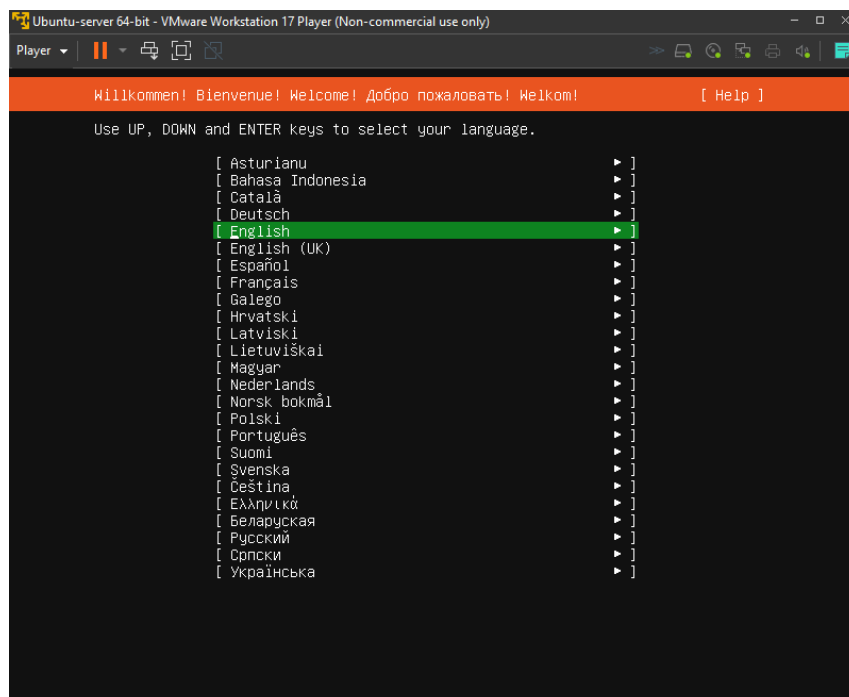 Ubuntu-server 64-bit - VMware Workstation 17 Player (Non-commercial use only)
Player
Willkommen! Bienvenue! Welcome! Добро пожаловать! Welkom! [ Help ]
Use UP, DOWN and ENTER keys to select your language.
[ Asturianu ► ]
[ Bahasa Indonesia ► ]
[ Català ► ]
[ Deutsch ► ]
[ English ► ]
[ English (UK) ► ]
[ Español ► ]
[ Français ► ]
[ Galego ► ]
[ Hrvatski ► ]
[ Latviski ► ]
[ Lietuviškai ► ]
[ Magyar ► ]
[ Nederlands ► ]
[ Norsk bokmål ► ]
[ Polski ► ]
[ Português ► ]
[ Suomi ► ]
[ Svenska ► ]
[ Čeština ► ]
[ Ελληνικά ► ]
[ Беларуская ► ]
[ Русский ► ]
[ Српски ► ]
[ Українська ► ]